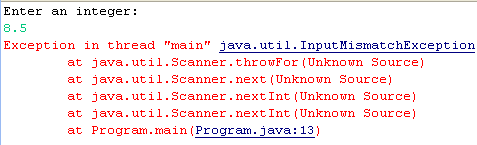 Enter an integer:
8.5
Exception in thread "main" java.util.InputMismatchException
at java.util.Scanner.throwFor(Unknown Source)
at java.util.Scanner.next(Unknown Source)
at java.util.Scanner.nextInt(Unknown Source)
at java.util.Scanner.nextInt(Unknown Source)
at Program.main(Program.java:13)